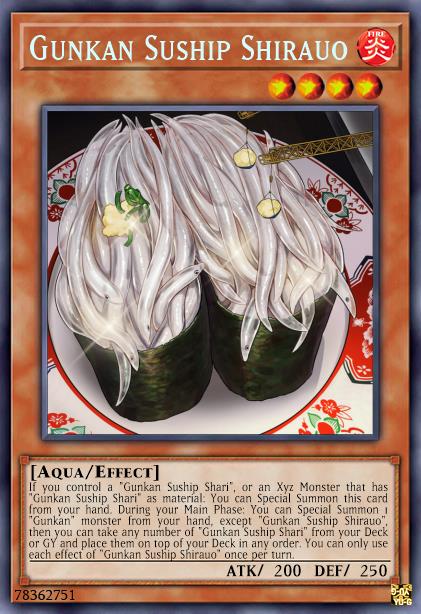 Gunkan Suship Shirauo
FIRE
炎
[Aqua/Effect]
If you control a "Gunkan Suship Shari", or an Xyz Monster that has
"Gunkan Suship Shari" as material: You can Special Summon this card
from your hand. During your Main Phase: You can Special Summon 1
"Gunkan" monster from your hand, except "Gunkan Suship Shirauo",
then you can take any number of "Gunkan Suship Shari" from your Deck
or GY and place them on top of your Deck in any order. You can only use
each effect of "Gunkan Suship Shirauo" once per turn.
ATK/ 200 DEF/ 250
78362751